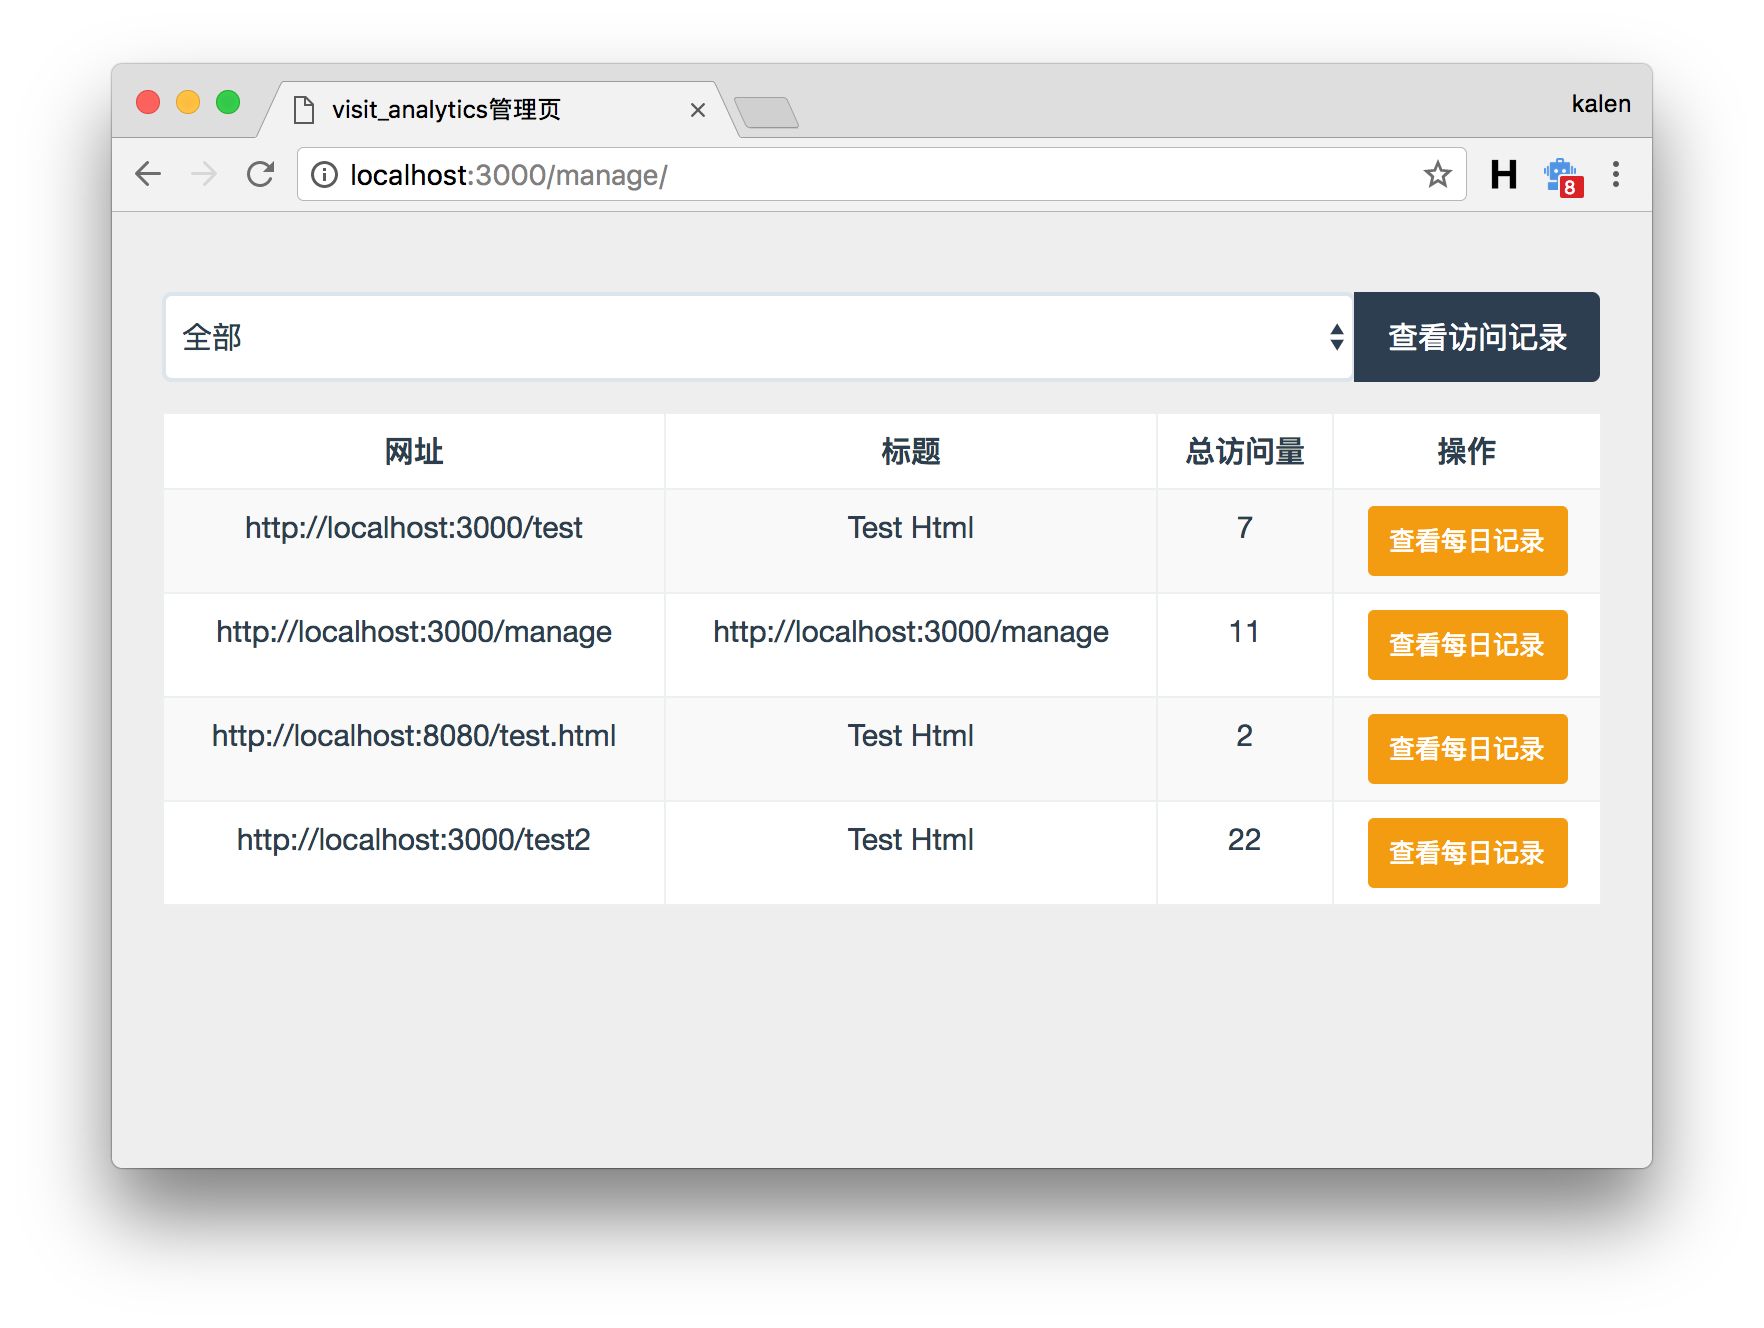 visit_analytics管理页
kalen
localhost:3000/manage/
H
8
全部
查看访问记录
网址 标题 总访问量 操作
http://localhost:3000/test Test Html 7 查看每日记录
http://localhost:3000/manage http://localhost:3000/manage 11 查看每日记录
http://localhost:8080/test.html Test Html 2 查看每日记录
http://localhost:3000/test2 Test Html 22 查看每日记录